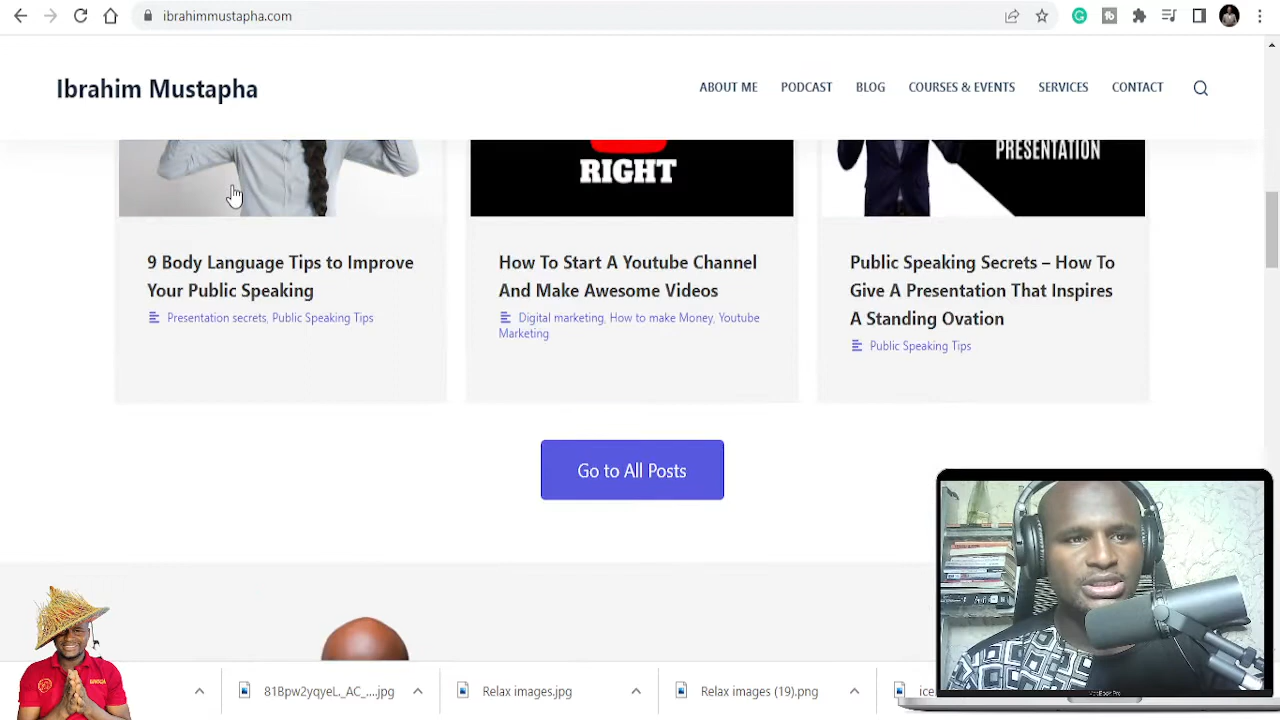 ibrahimmustapha.com
Ibrahim Mustapha
ABOUT ME
PODCAST
BLOG
COURSES & EVENTS
SERVICES
CONTACT
RIGHT
PRESENTATION
9 Body Language Tips to Improve
Your Public Speaking
Presentation secrets, Public Speaking Tips
How To Start A Youtube Channel
And Make Awesome Videos
Digital marketing, How to make Money, Youtube
Marketing
Public Speaking Secrets – How To
Give A Presentation That Inspires
A Standing Ovation
Public Speaking Tips
Go to All Posts
81Bpw2yqyeL._AC_....jpg
Relax images.jpg
Relax images (19).png
ice